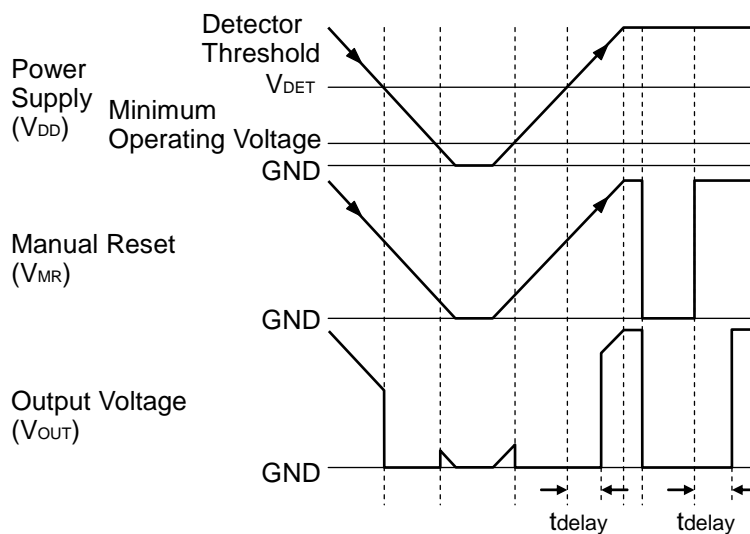 Detector
Threshold
VDET
Power
Supply
(VDD)
Minimum
Operating Voltage
GND
Manual Reset
(VMR)
GND
Output Voltage
(VOUT)
GND
tdelay
tdelay